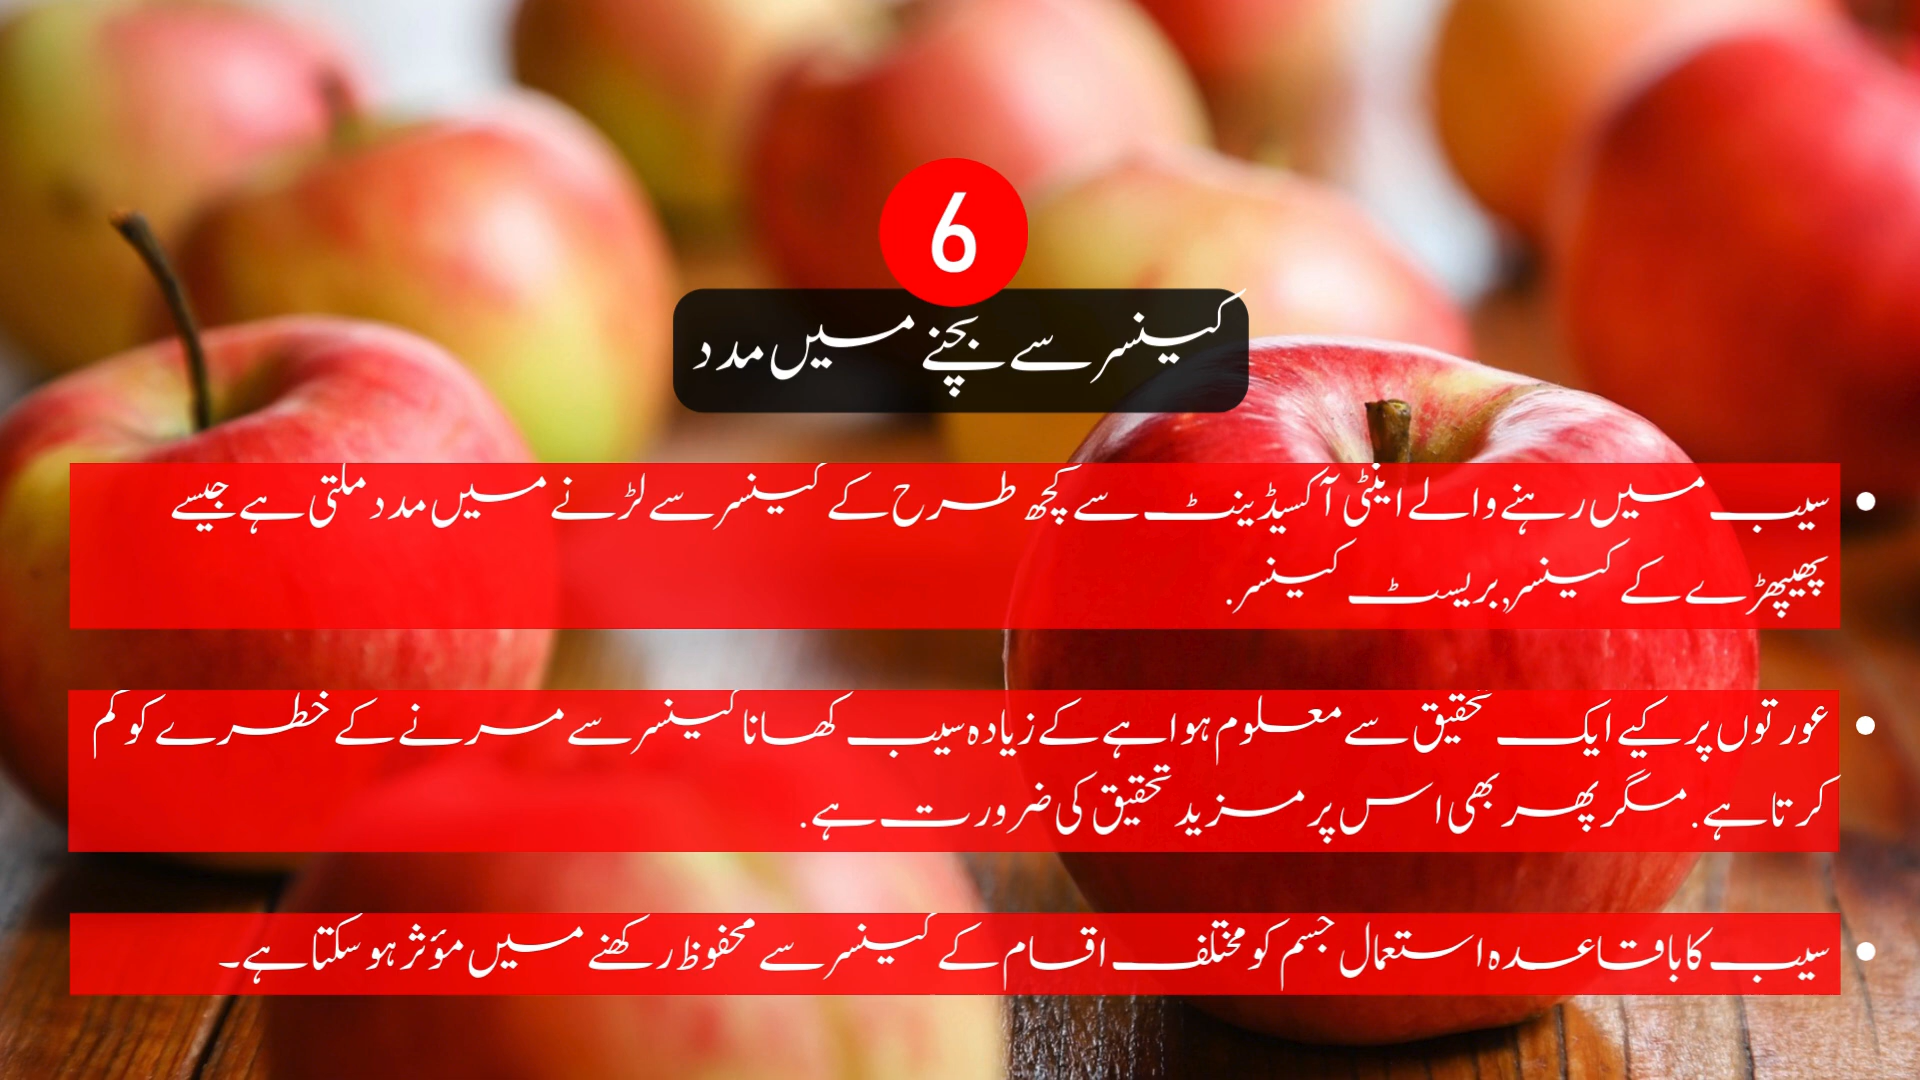 6
کینسر سے بچنے میں مدد
• سیب میں رہنے والے اینٹی آکسیڈینٹ سے کچھ طرح کے کینسر سے لڑنے میں مدد ملتی ہے جیسے
پھیپھڑے کے کینسر, بریسٹ کینسر.
• عورتوں پر کیے ایک تحقیق سے معلوم ہوا ہے کے زیادہ سیب کھانا کینسر سے مرنے کے خطرے کو کم
کرتا ہے. مگر پھر بھی اس پر مزید تحقیق کی ضرورت ہے.
• سیب کا باقاعدہ استعمال جسم کو مختلف اقسام کے کینسر سے محفوظ رکھنے میں مؤثر ہو سکتا ہے۔